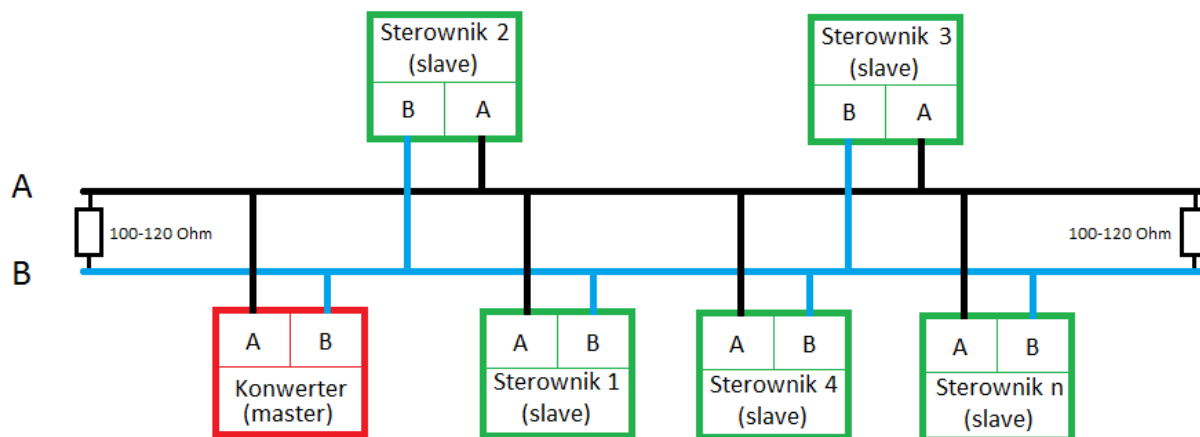 Sterownik 2
(slave)
B A
Sterownik 3
(slave)
B A
A
100-120 Ohm
100-120 Ohm
B
A B
Konwerter
(master)
A B
Sterownik 1
(slave)
A B
Sterownik 4
(slave)
A B
Sterownik n
(slave)